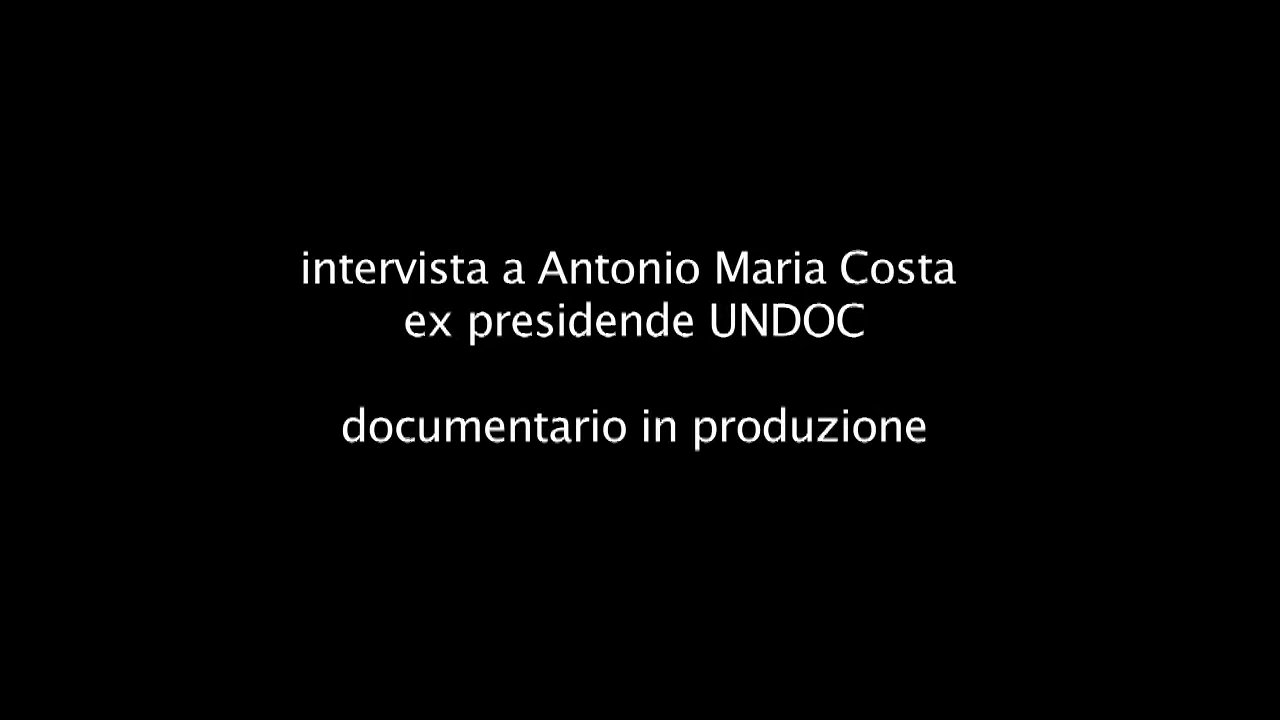 intervista a Antonio Maria Costa
ex presidende UNDOC
documentario in produzione